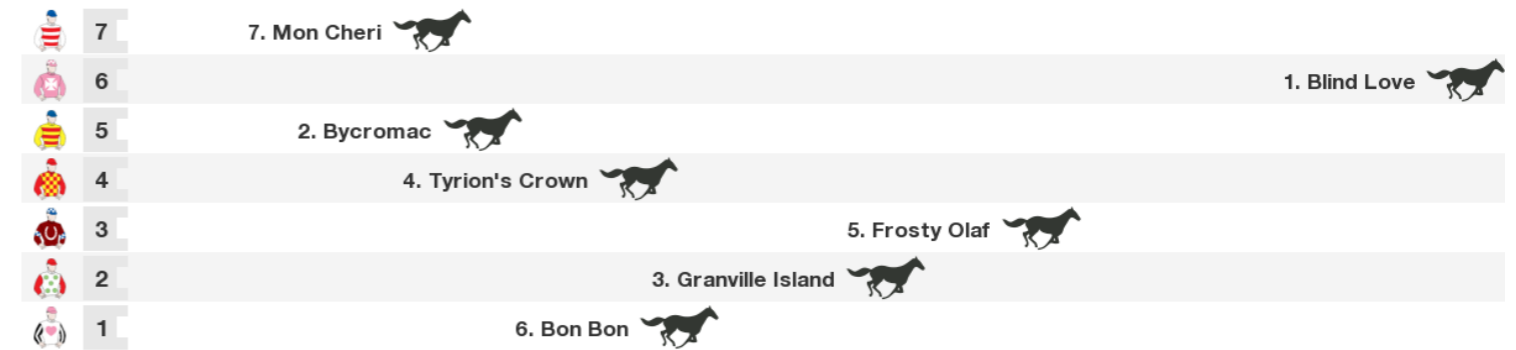 7 7. Mon Cheri
6 1. Blind Love
5 2. Bycromac
4 4. Tyrion's Crown
3 5. Frosty Olaf
2 3. Granville Island
1 6. Bon Bon